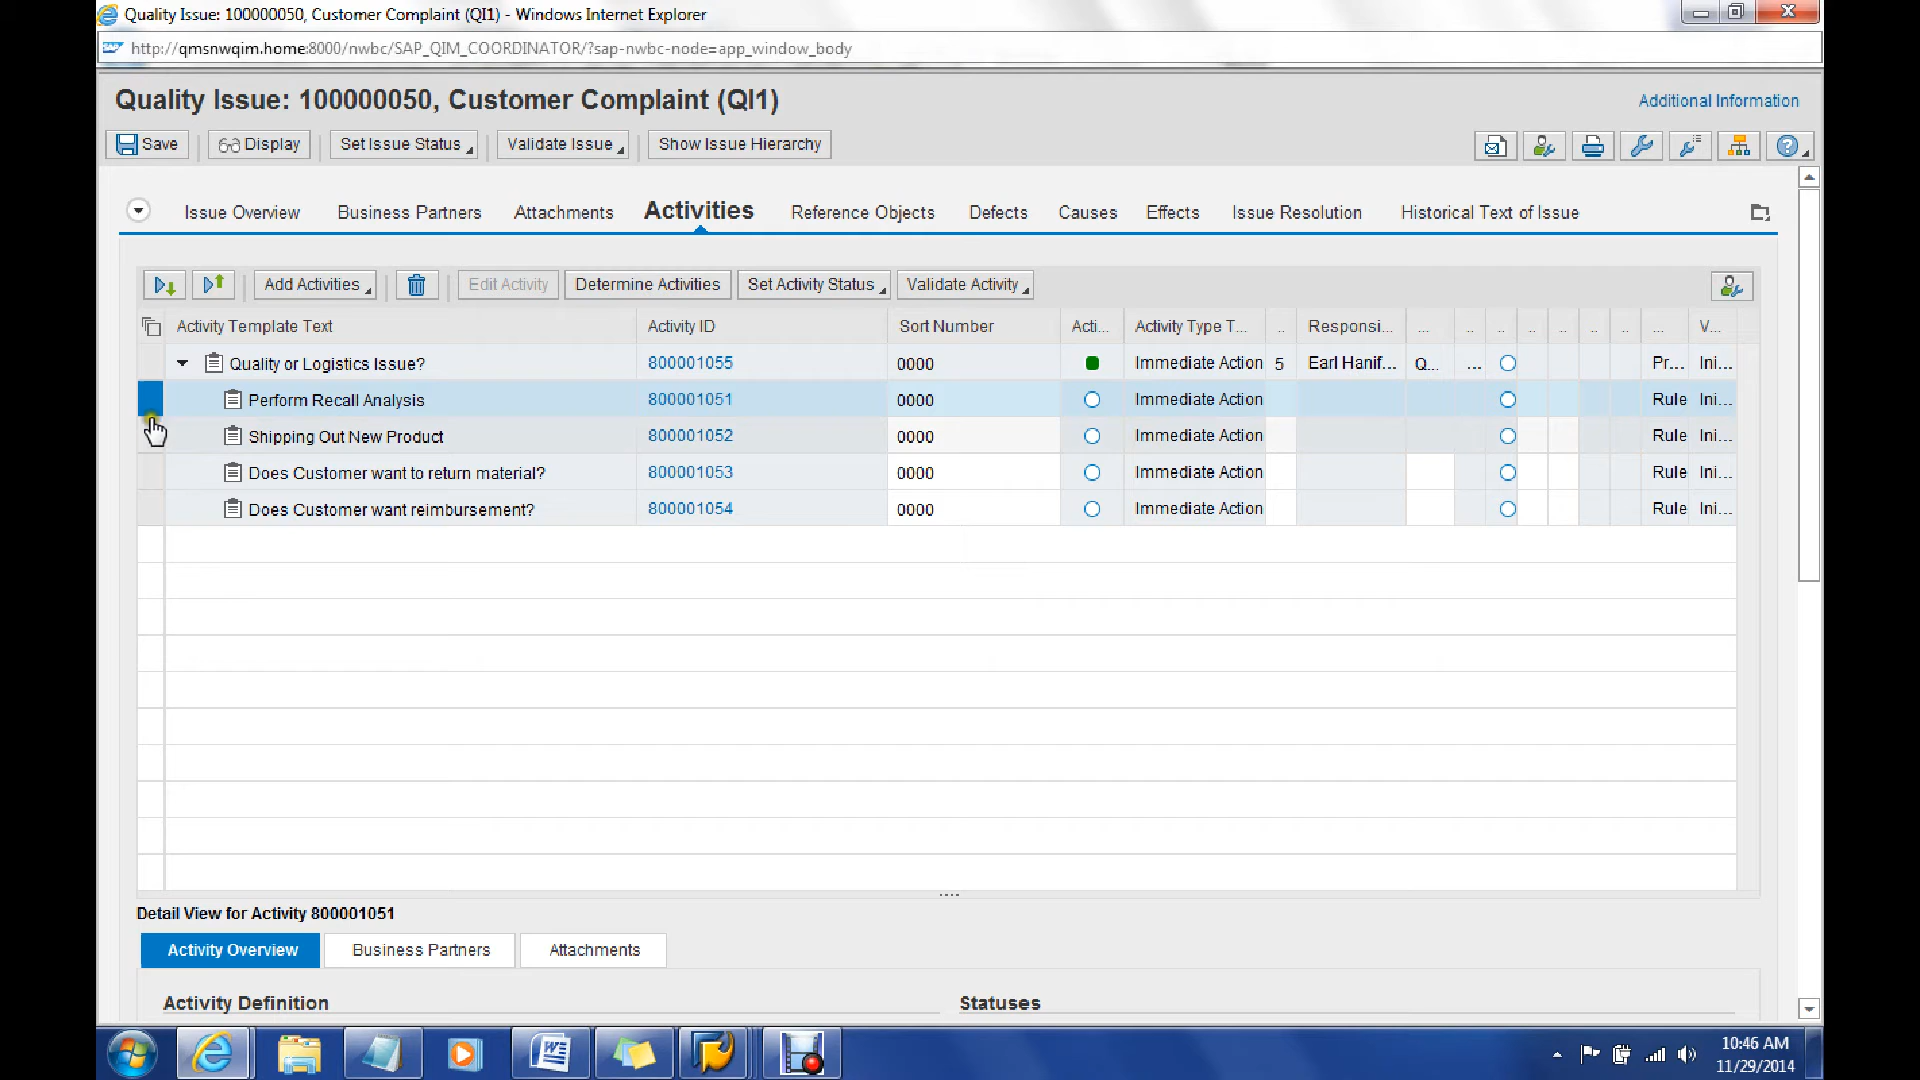 Quality Issue: 100000050, Customer Complaint (QI1) - Windows Internet Explorer
http://qmsnwqim.home:8000/nwbc/SAP_QIM_COORDINATOR/?sap-nwbc-node=app_window_body
Quality Issue: 100000050, Customer Complaint (QI1)
Additional Information
Save Display Set Issue Status Validate Issue Show Issue Hierarchy
Issue Overview Business Partners Attachments Activities Reference Objects Defects Causes Effects Issue Resolution Historical Text of Issue
Add Activities Edit Activity Determine Activities Set Activity Status Validate Activity
Activity Template Text Activity ID Sort Number Acti... Activity Type T... .. Responsi... ... .. .. .. .. .. .. ... V...
Quality or Logistics Issue? 800001055 0000 Immediate Action 5 Earl Hanif... Q... ... Pr... Ini...
Perform Recall Analysis 800001051 0000 Immediate Action Rule Ini...
Shipping Out New Product 800001052 0000 Immediate Action Rule Ini...
Does Customer want to return material? 800001053 0000 Immediate Action Rule Ini...
Does Customer want reimbursement? 800001054 0000 Immediate Action Rule Ini...
Detail View for Activity 800001051
Activity Overview Business Partners Attachments
Activity Definition Statuses
10:46 AM
11/29/2014